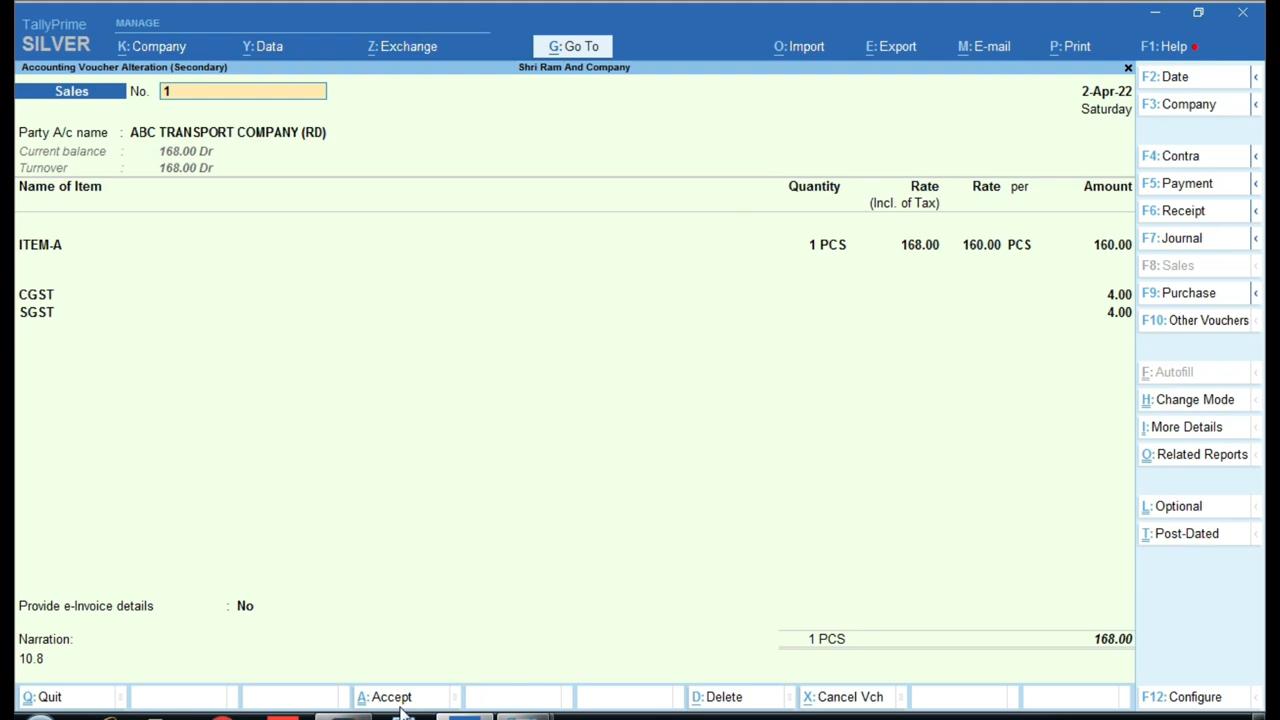 TallyPrime MANAGE
SILVER K: Company Y: Data Z: Exchange G: Go To O: Import E: Export M: E-mail P: Print F1: Help
Accounting Voucher Alteration (Secondary) Shri Ram And Company
Sales No. 1 2-Apr-22
Saturday
Party A/c name : ABC TRANSPORT COMPANY (RD)
Current balance : 168.00 Dr
Turnover : 168.00 Dr
Name of Item Quantity Rate Rate per Amount
(Incl. of Tax)
ITEM-A 1 PCS 168.00 160.00 PCS 160.00
CGST 4.00
SGST 4.00
Provide e-Invoice details : No
Narration: 1 PCS 168.00
10.8
Q: Quit A: Accept D: Delete X: Cancel Vch
F2: Date
F3: Company
F4: Contra
F5: Payment
F6: Receipt
F7: Journal
F8: Sales
F9: Purchase
F10: Other Vouchers
F: Autofill
H: Change Mode
I: More Details
O: Related Reports
L: Optional
T: Post-Dated
F12: Configure